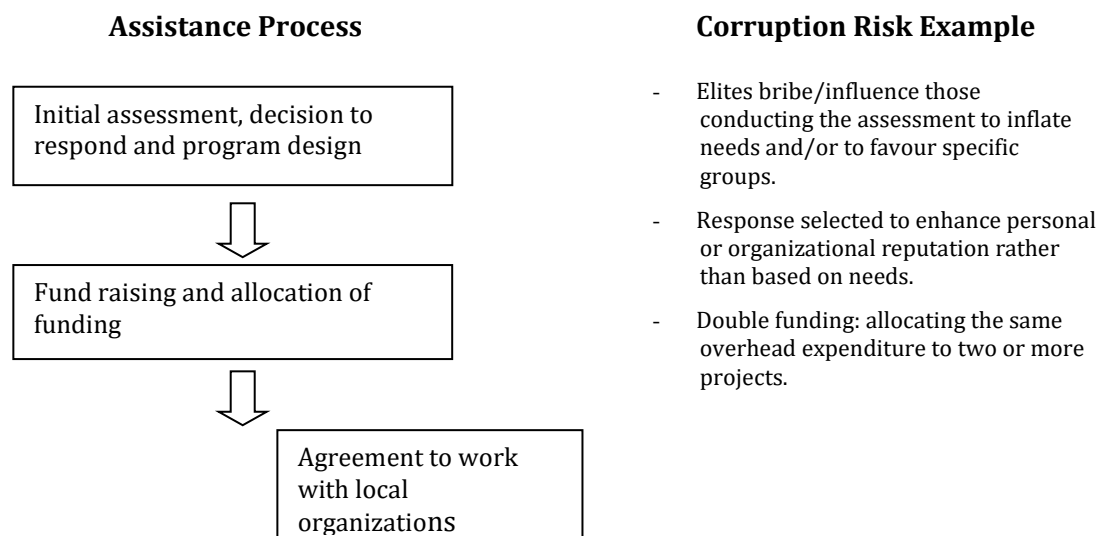 Assistance Process
Initial assessment, decision to
respond and program design
Fund raising and allocation of
funding
Agreement to work
with local
organizations
Corruption Risk Example
- Elites bribe/influence those
conducting the assessment to inflate
needs and/or to favour specific
groups.
- Response selected to enhance personal
or organizational reputation rather
than based on needs.
- Double funding: allocating the same
overhead expenditure to two or more
projects.